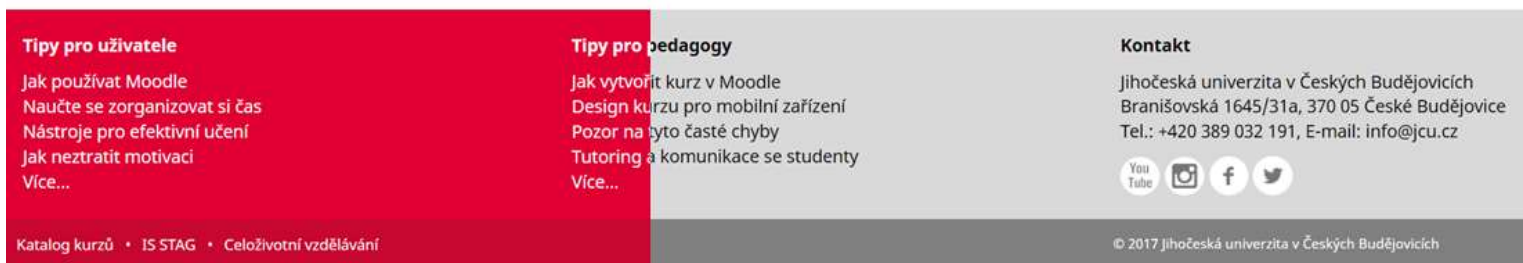 Tipy pro uživatele
Jak používat Moodle
Naučte se zorganizovat si čas
Nástroje pro efektivní učení
Jak neztratit motivaci
Více...
Tipy pro pedagogy
Jak vytvořit kurz v Moodle
Design kurzu pro mobilní zařízení
Pozor na tyto časté chyby
Tutoring a komunikace se studenty
Více...
Kontakt
Jihočeská univerzita v Českých Budějovicích
Branišovská 1645/31a, 370 05 České Budějovice
Tel.: +420 389 032 191, E-mail: info@jcu.cz
You
Tube
f
Katalog kurzů • IS STAG • Celoživotní vzdělávání
© 2017 Jihočeská univerzita v Českých Budějovicích